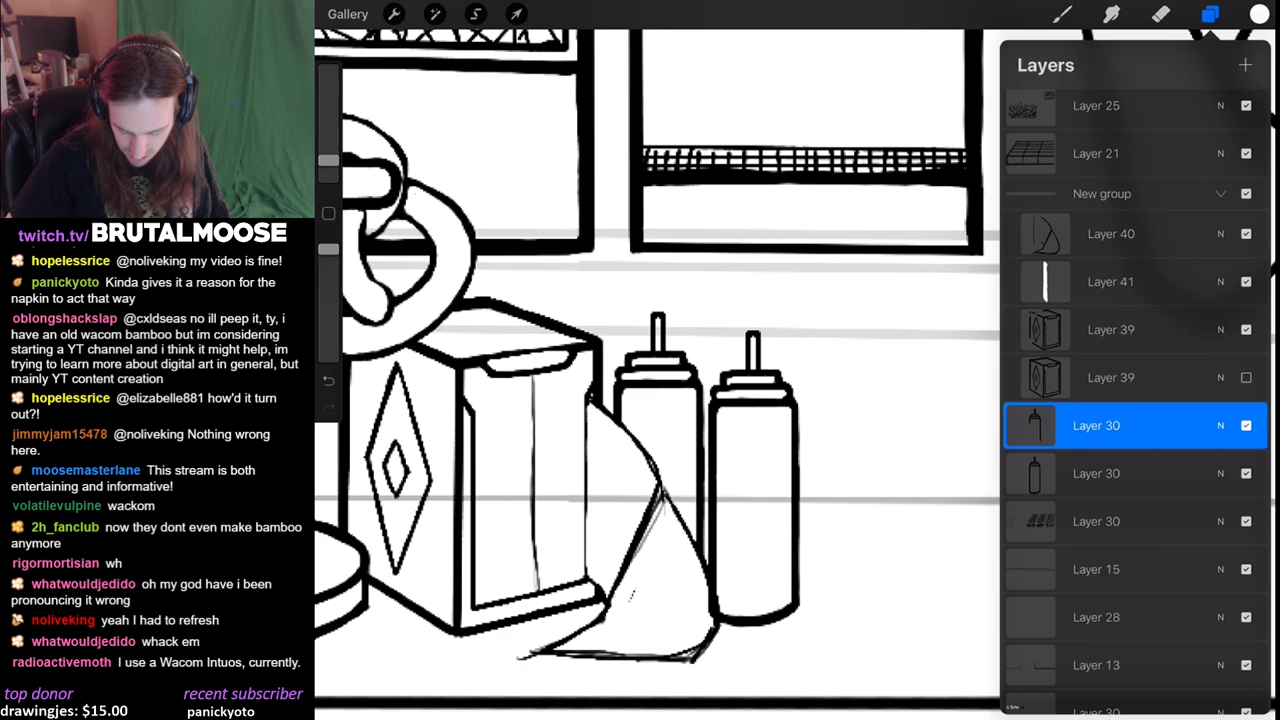 Gallery
Layers
Layer 25 N
Layer 21 N
New group
Layer 40 N
Layer 41 N
Layer 39 N
Layer 39 N
Layer 30 N
Layer 30 N
Layer 30 N
Layer 15 N
Layer 28 N
Layer 13 N
twitch.tv/BRUTALMOOSE
hopelessrice @noliveking my video is fine!
panickyoto Kinda gives it a reason for the
napkin to act that way
oblongshackslap @cxldseas no ill peep it, ty, i
have an old wacom bamboo but im considering
starting a YT channel and i think it might help, im
trying to learn more about digital art in general, but
mainly YT content creation
hopelessrice @elizabelle881 how'd it turn
out?!
jimmyjam15478 @noliveking Nothing wrong
here.
moosemasterlane This stream is both
entertaining and informative!
volatilevulpine wackom
2h_fanclub now they dont even make bamboo
anymore
rigormortisian wh
whatwouldjedido oh my god have i been
pronouncing it wrong
noliveking yeah I had to refresh
whatwouldjedido whack em
radioactivemoth I use a Wacom Intuos, currently.
top donor
drawingjes: $15.00
recent subscriber
panickyoto